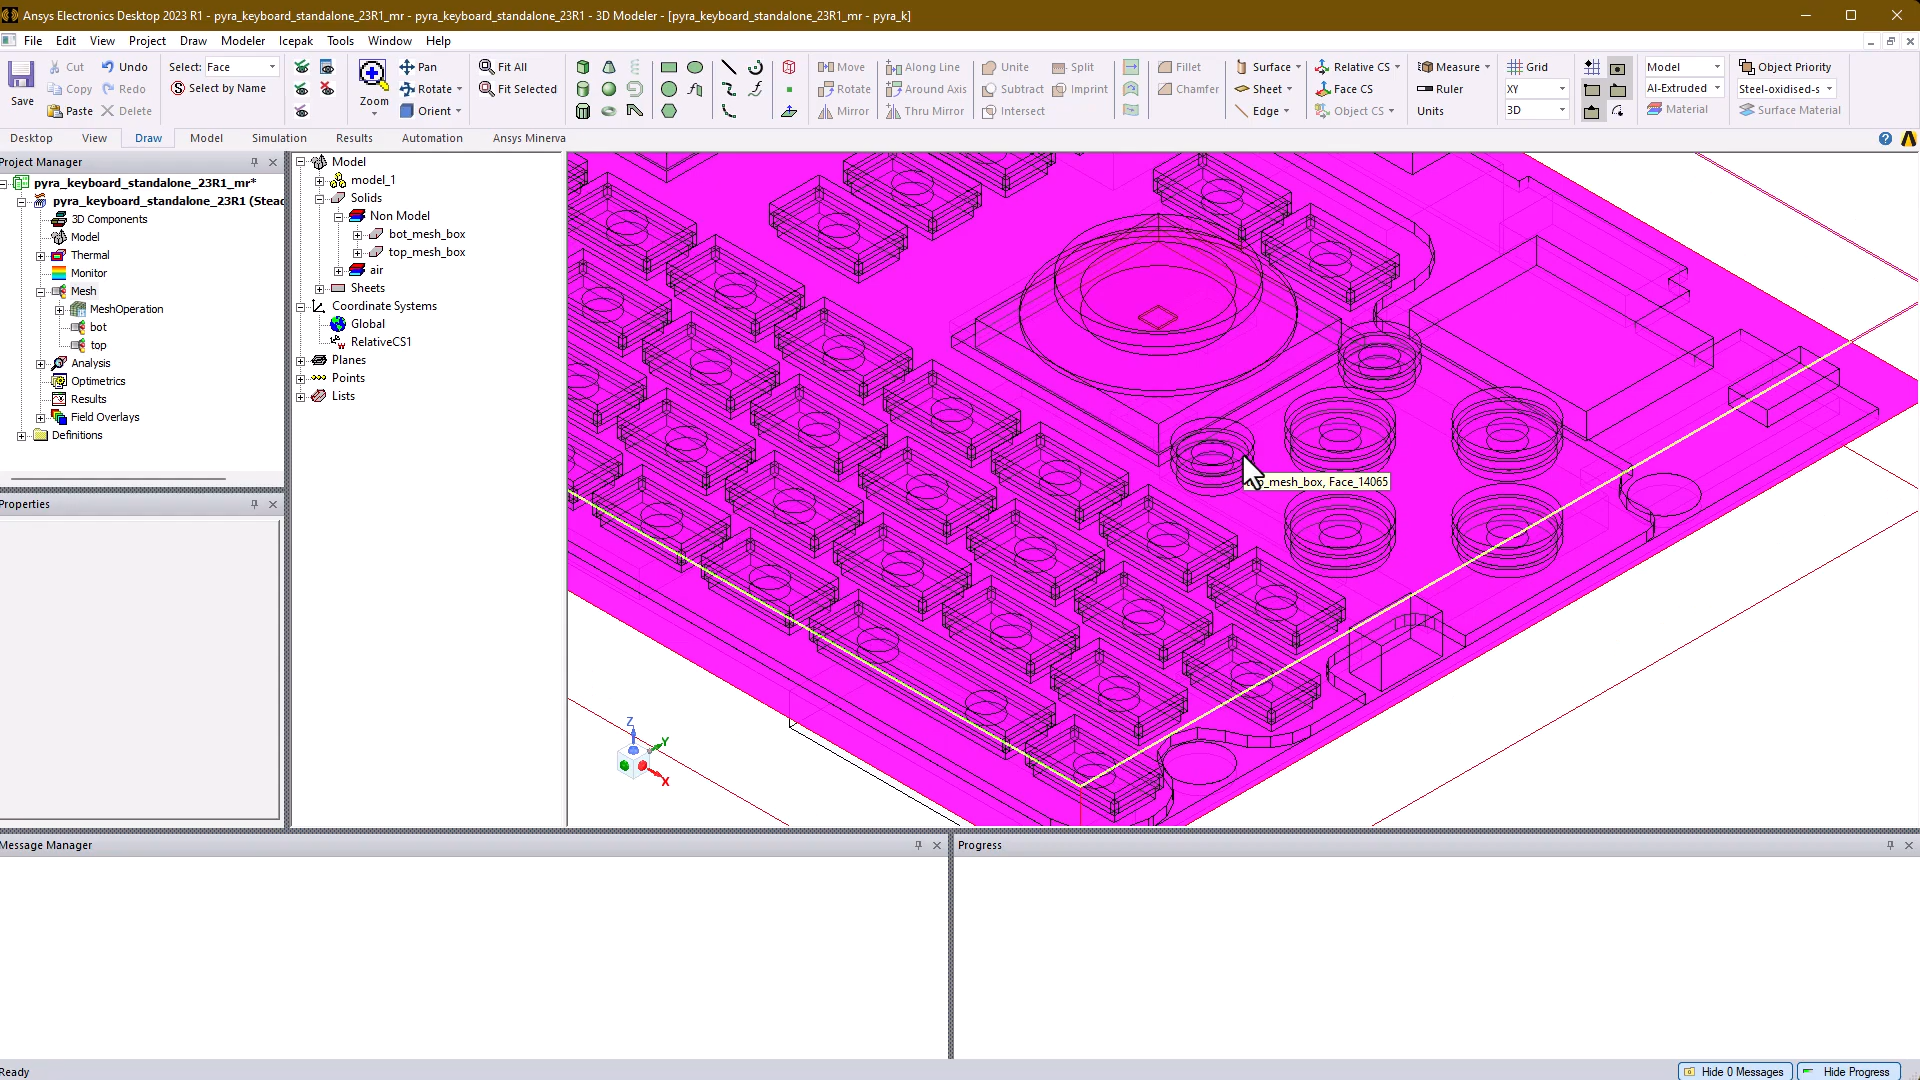 Ansys Electronics Desktop 2023 R1 - pyra_keyboard_standalone_23R1_mr - pyra_keyboard_standalone_23R1 - 3D Modeler - [pyra_keyboard_standalone_23R1_mr - pyra_k]
File Edit View Project Draw Modeler Icepak Tools Window Help
Save Cut Copy Paste Undo Redo Delete
Select: Face
Select by Name
Zoom Pan Rotate Orient
Fit All
Fit Selected
Move Rotate Mirror
Along Line
Around Axis
Thru Mirror
Unite Split
Subtract Imprint
Intersect
Fillet
Chamfer
Surface
Sheet
Edge
Relative CS
Face CS
Object CS
Measure
Ruler
Units
Grid
XY
3D
Model
Al-Extruded
Material
Object Priority
Steel-oxidised-s
Surface Material
Desktop View Draw Model Simulation Results Automation Ansys Minerva
Project Manager
pyra_keyboard_standalone_23R1_mr*
pyra_keyboard_standalone_23R1 (Stead
3D Components
Model
Thermal
Monitor
Mesh
MeshOperation
bot
top
Analysis
Optimetrics
Results
Field Overlays
Definitions
Properties
Model
model_1
Solids
Non Model
bot_mesh_box
top_mesh_box
air
Sheets
Coordinate Systems
Global
RelativeCS1
Planes
Points
Lists
_mesh_box, Face_14065
Z
Y
X
Message Manager
Progress
Ready
Hide 0 Messages
Hide Progress